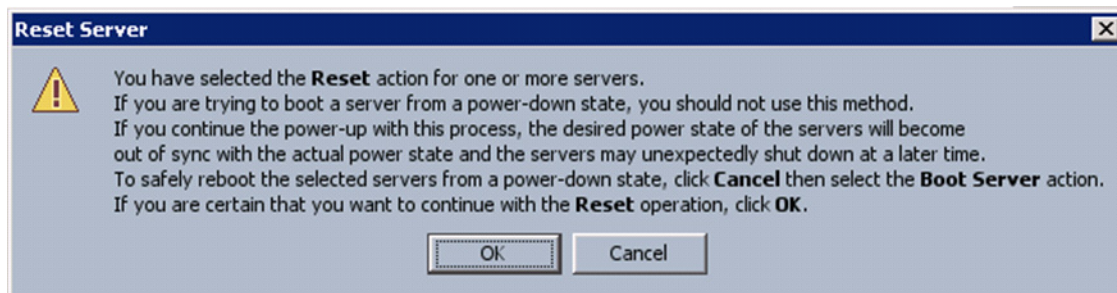 Reset Server
You have selected the Reset action for one or more servers.
If you are trying to boot a server from a power-down state, you should not use this method.
If you continue the power-up with this process, the desired power state of the servers will become
out of sync with the actual power state and the servers may unexpectedly shut down at a later time.
To safely reboot the selected servers from a power-down state, click Cancel then select the Boot Server action.
If you are certain that you want to continue with the Reset operation, click OK.
OK Cancel